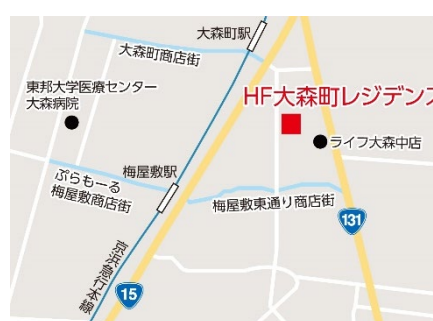 大森町駅
大森町商店街
東邦大学医療センター
大森病院
HF大森町レジデンス
ライフ大森中店
梅屋敷駅
ぷらもーる
梅屋敷商店街
梅屋敷東通り商店街
131
京浜急行本線
15